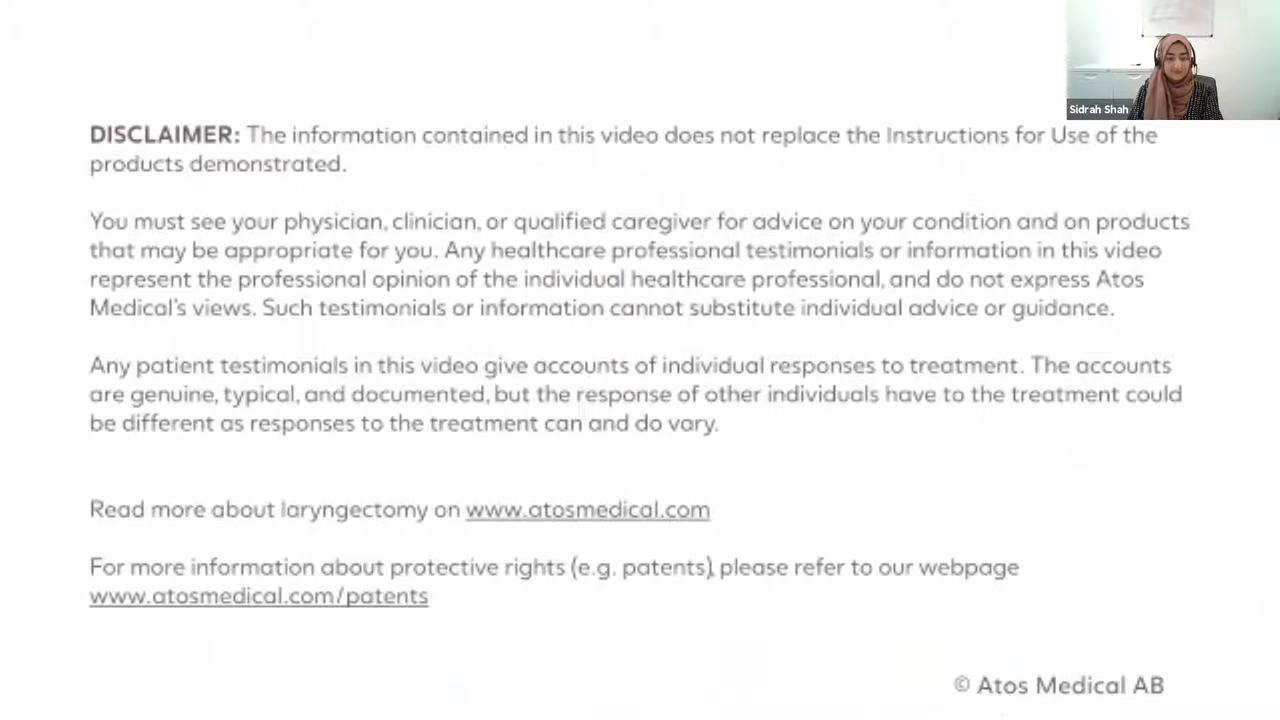 Sidrah Shah
DISCLAIMER: The information contained in this video does not replace the Instructions for Use of the
products demonstrated.
You must see your physician, clinician, or qualified caregiver for advice on your condition and on products
that may be appropriate for you. Any healthcare professional testimonials or information in this video
represent the professional opinion of the individual healthcare professional, and do not express Atos
Medical's views. Such testimonials or information cannot substitute individual advice or guidance.
Any patient testimonials in this video give accounts of individual responses to treatment. The accounts
are genuine, typical, and documented, but the response of other individuals have to the treatment could
be different as responses to the treatment can and do vary.
Read more about laryngectomy on www.atosmedical.com
For more information about protective rights (e.g. patents), please refer to our webpage
www.atosmedical.com/patents
© Atos Medical AB